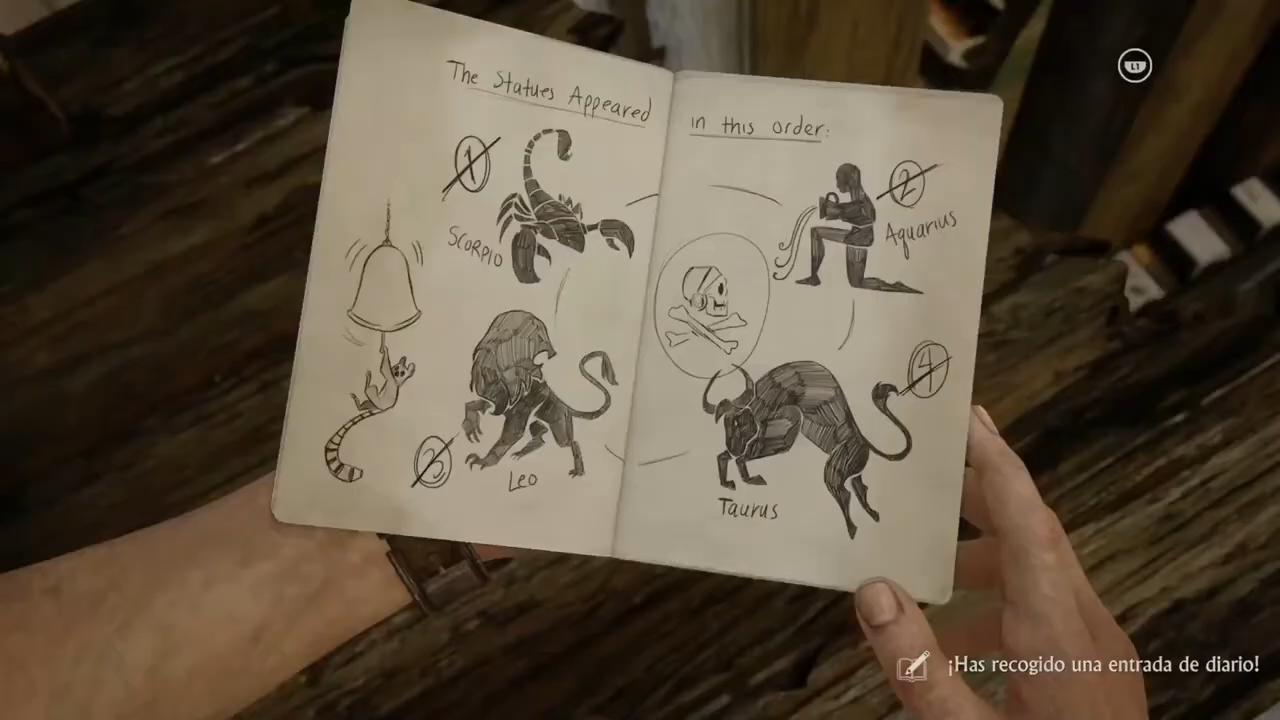 The Statues Appeared
in this order:
1
SCORPIO
2
Aquarius
3
Leo
4
Taurus
L1
¡Has recogido una entrada de diario!